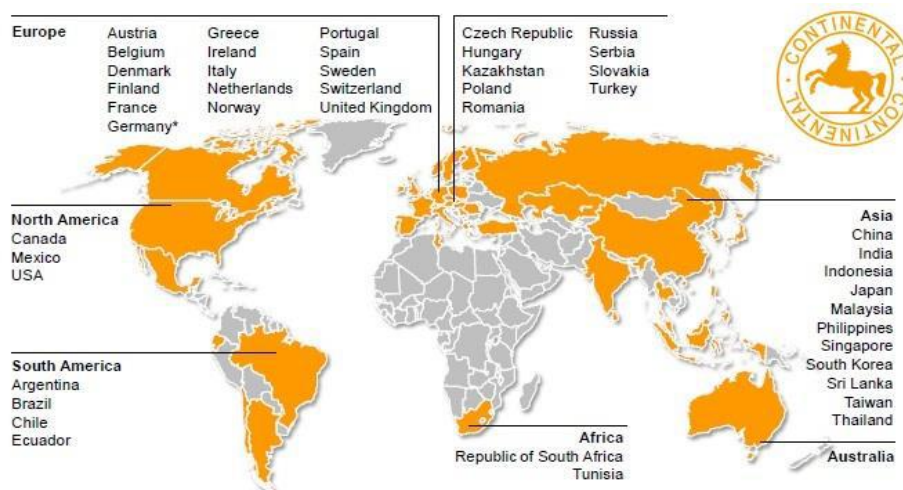 Europe
Austria
Belgium
Denmark
Finland
France
Germany*
Greece
Ireland
Italy
Netherlands
Norway
Portugal
Spain
Sweden
Switzerland
United Kingdom
Czech Republic
Hungary
Kazakhstan
Poland
Romania
Russia
Serbia
Slovakia
Turkey
CONTINENTAL · CONTINENTAL ·
North America
Canada
Mexico
USA
South America
Argentina
Brazil
Chile
Ecuador
Africa
Republic of South Africa
Tunisia
Asia
China
India
Indonesia
Japan
Malaysia
Philippines
Singapore
South Korea
Sri Lanka
Taiwan
Thailand
Australia